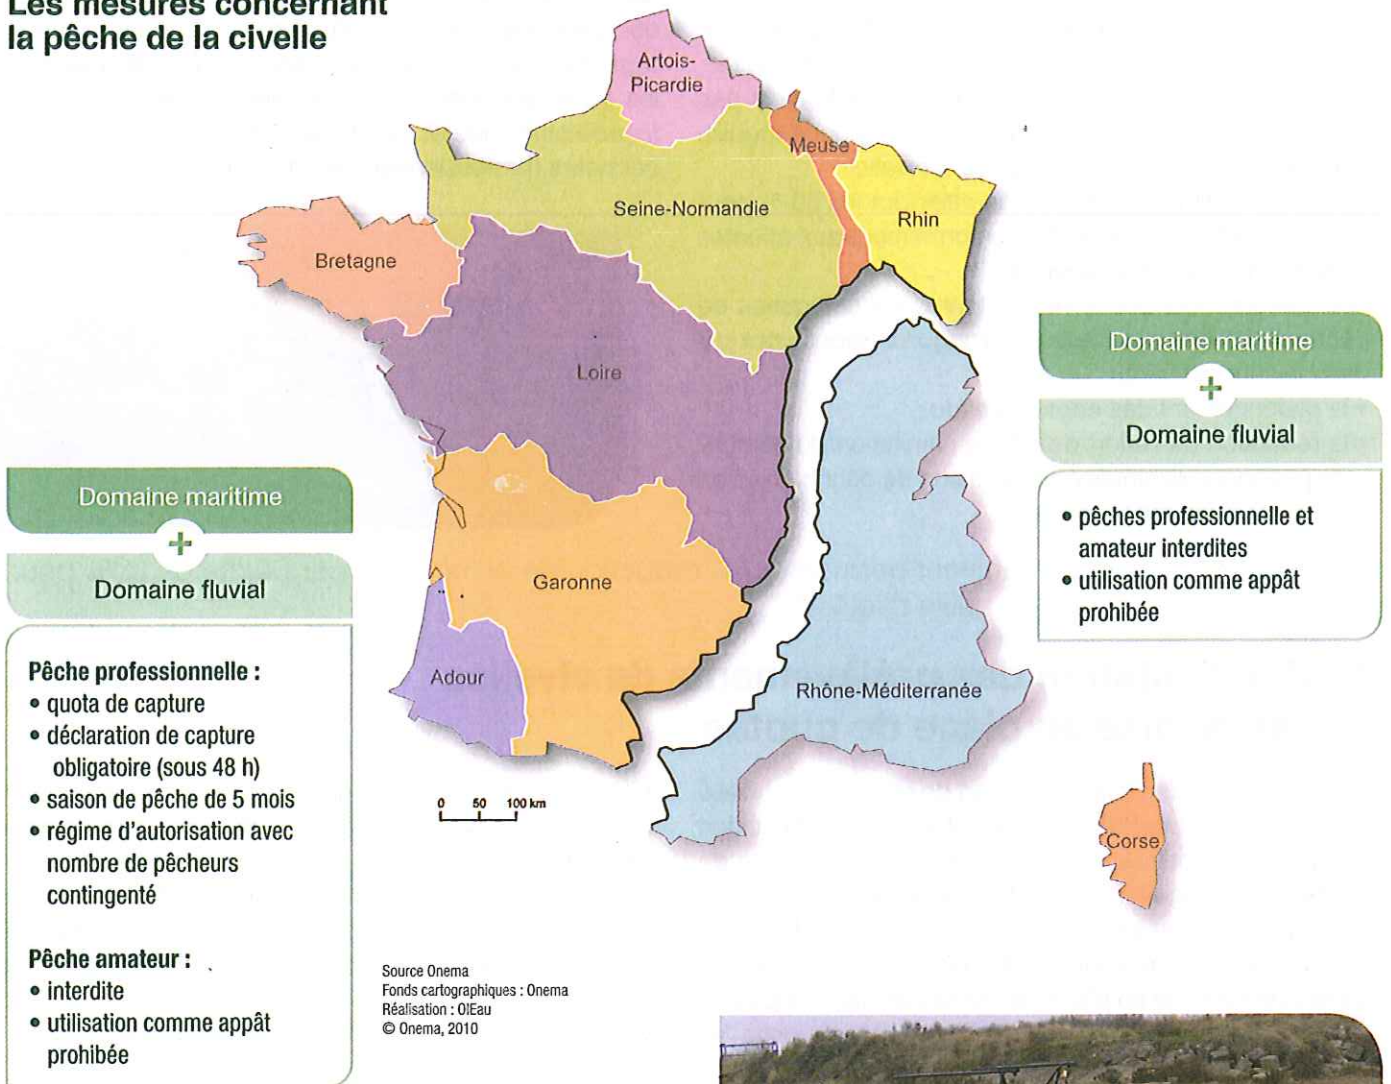 Les mesures concernant
la pêche de la civelle
Artois-
Picardie
Meuse
Seine-Normandie
Rhin
Bretagne
Loire
Garonne
Adour
Rhône-Méditerranée
Corse
0 50 100 km
Domaine maritime
+
Domaine fluvial
• pêches professionnelle et
amateur interdites
• utilisation comme appât
prohibée
Domaine maritime
+
Domaine fluvial
Pêche professionnelle :
• quota de capture
• déclaration de capture
obligatoire (sous 48 h)
• saison de pêche de 5 mois
• régime d'autorisation avec
nombre de pêcheurs
contingenté
Pêche amateur :
• interdite
• utilisation comme appât
prohibée
Source Onema
Fonds cartographiques : Onema
Réalisation : OIEau
© Onema, 2010